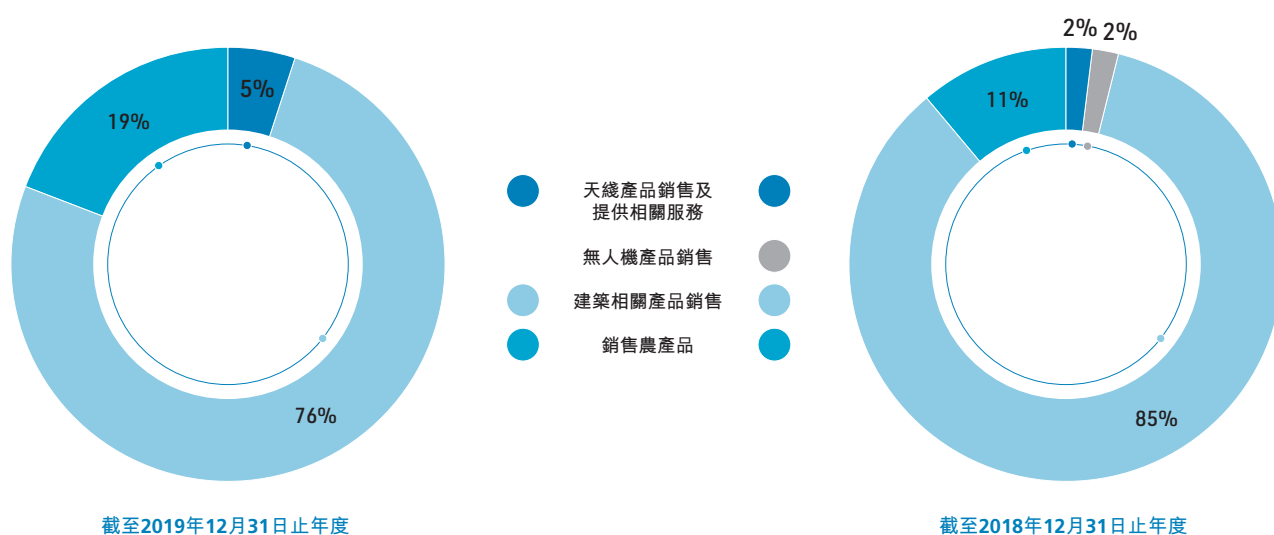 2% 2%
5%
11%
19%
天綫產品銷售及
提供相關服務
無人機產品銷售
建築相關產品銷售
銷售農產品
76%
85%
截至2019年12月31日止年度
截至2018年12月31日止年度